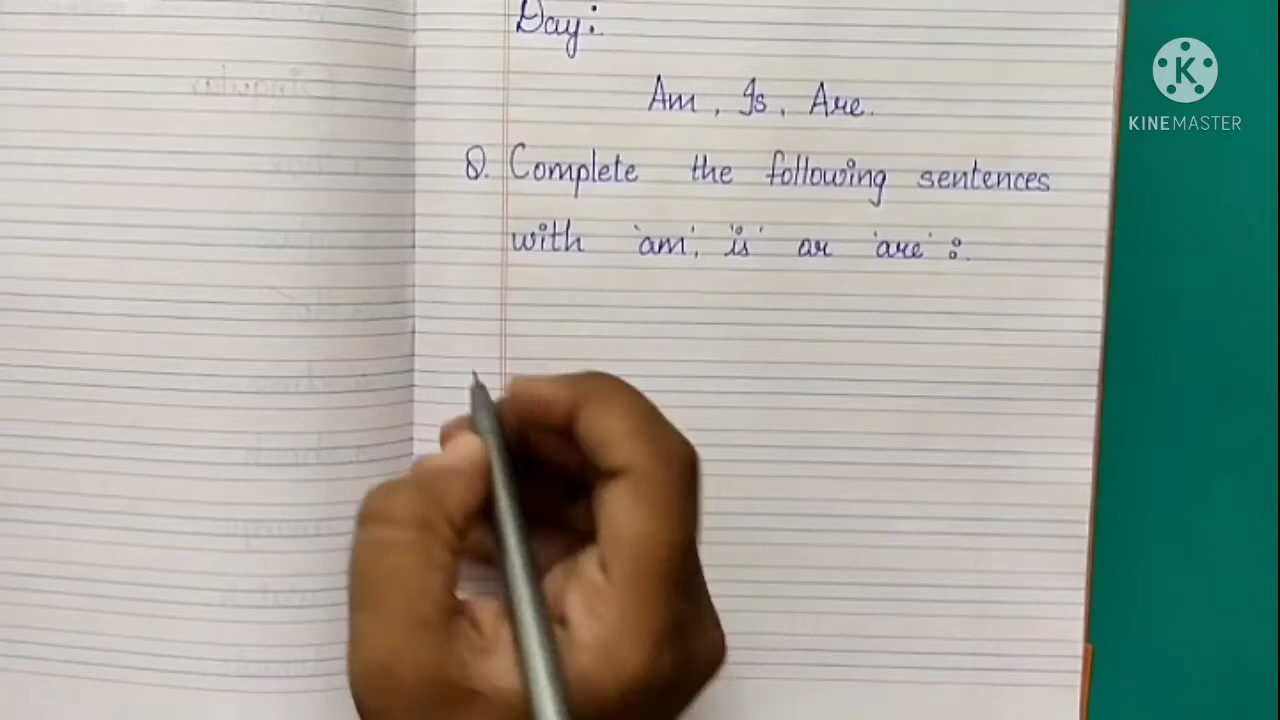 Day:
Am, Is, Are.
Q. Complete the following sentences
with 'am', 'is' or 'are' :
K
KINEMASTER